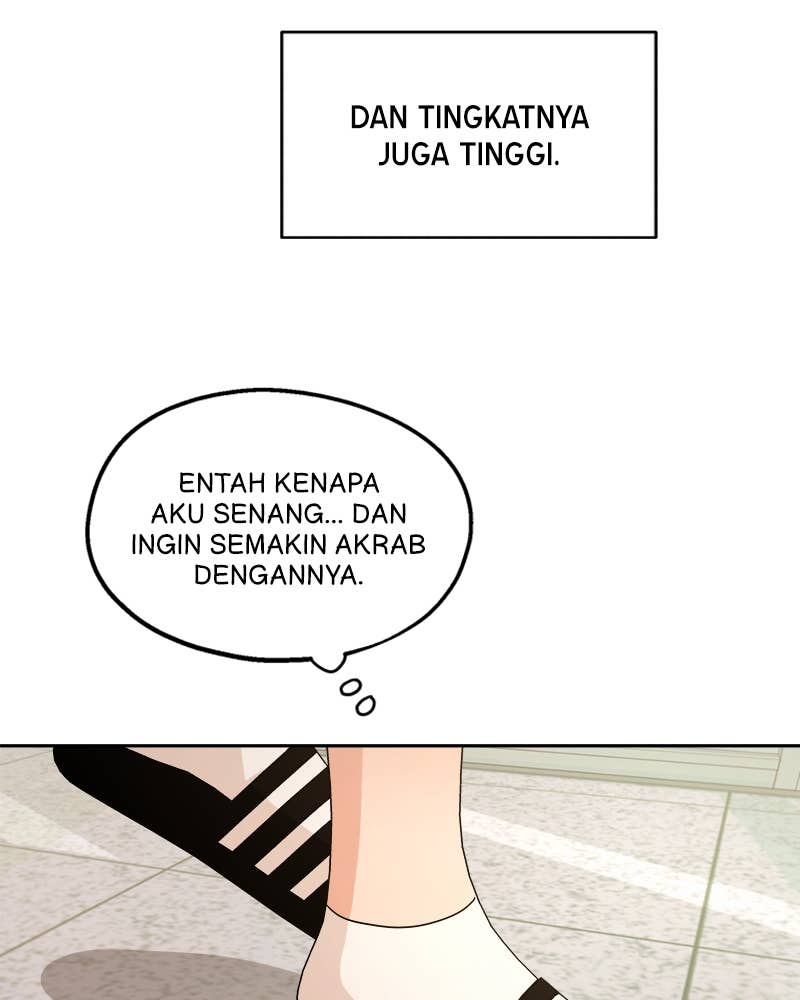 DAN TINGKATNYA
JUGA TINGGI.
ENTAH KENAPA
AKU SENANG... DAN
INGIN SEMAKIN AKRAB
DENGANNYA.